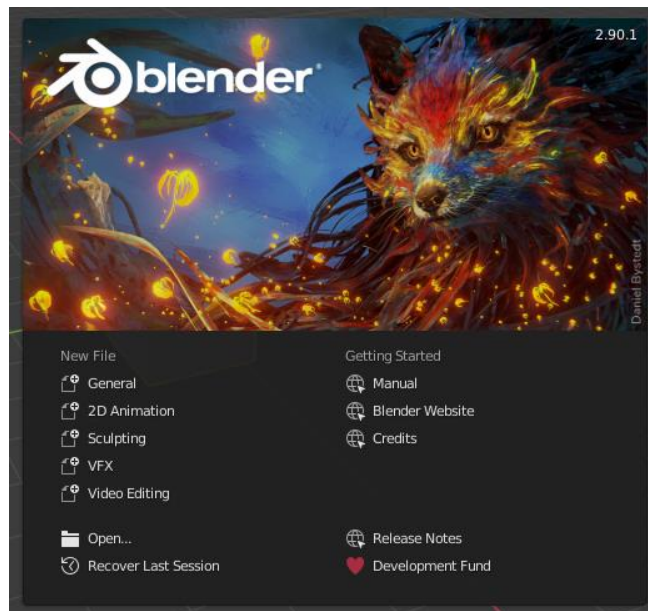 2.90.1
blender
Daniel Bystedt
New File
General
2D Animation
Sculpting
VFX
Video Editing
Open...
Recover Last Session
Getting Started
Manual
Blender Website
Credits
Release Notes
Development Fund